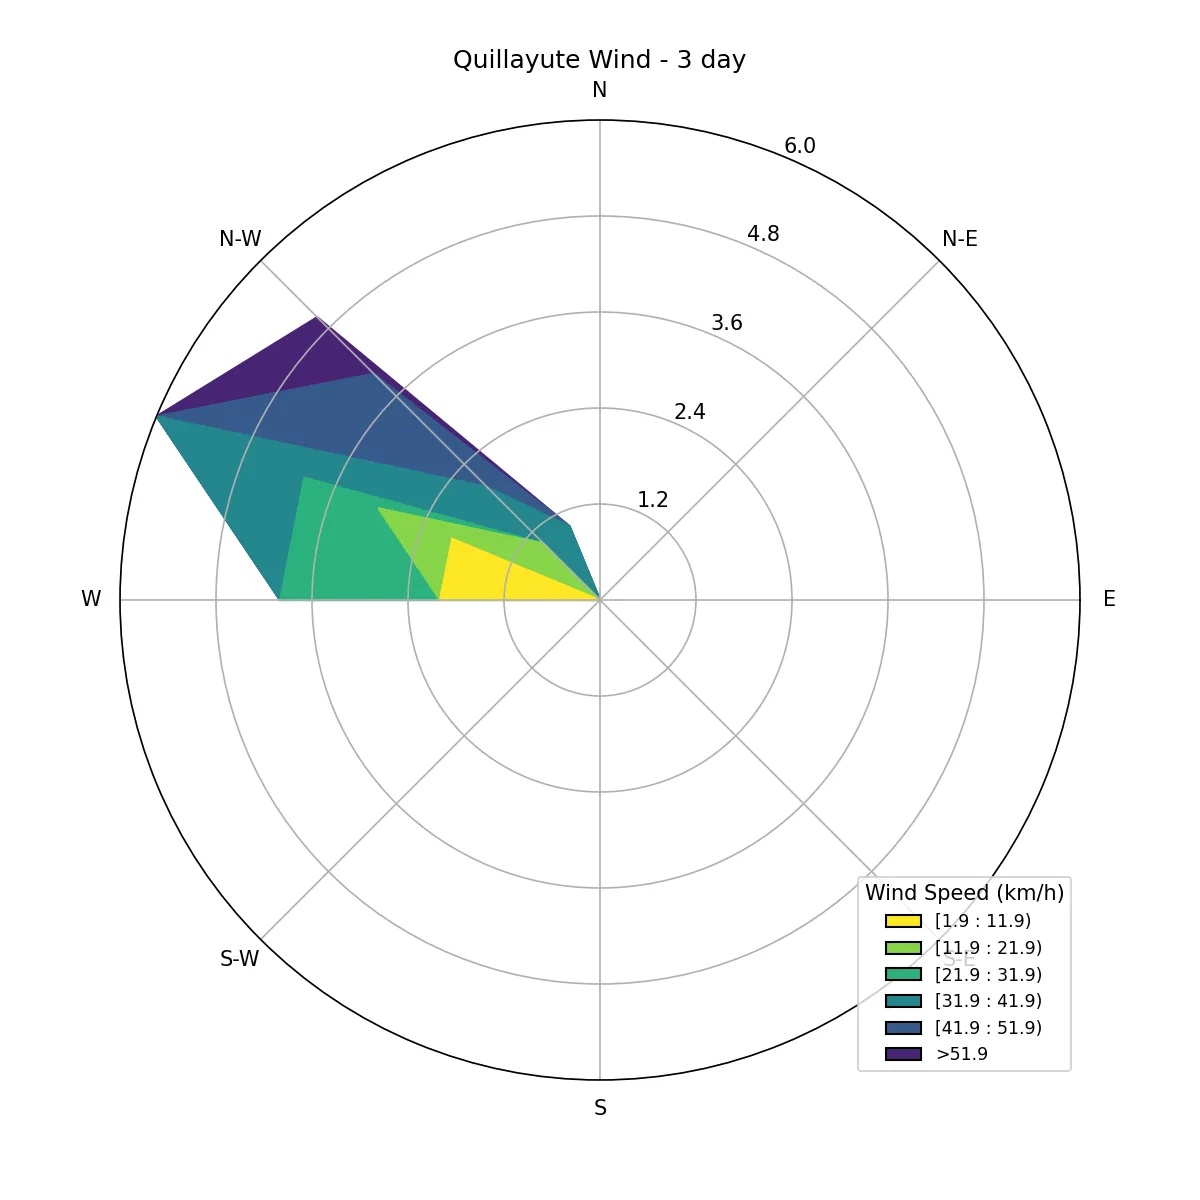 Quillayute Wind - 3 day
N
6.0
N-W
N-E
4.8
3.6
2.4
1.2
W
E
S-W
S-E
S
Wind Speed (km/h)
[1.9 : 11.9)
[11.9 : 21.9)
[21.9 : 31.9)
[31.9 : 41.9)
[41.9 : 51.9)
>51.9